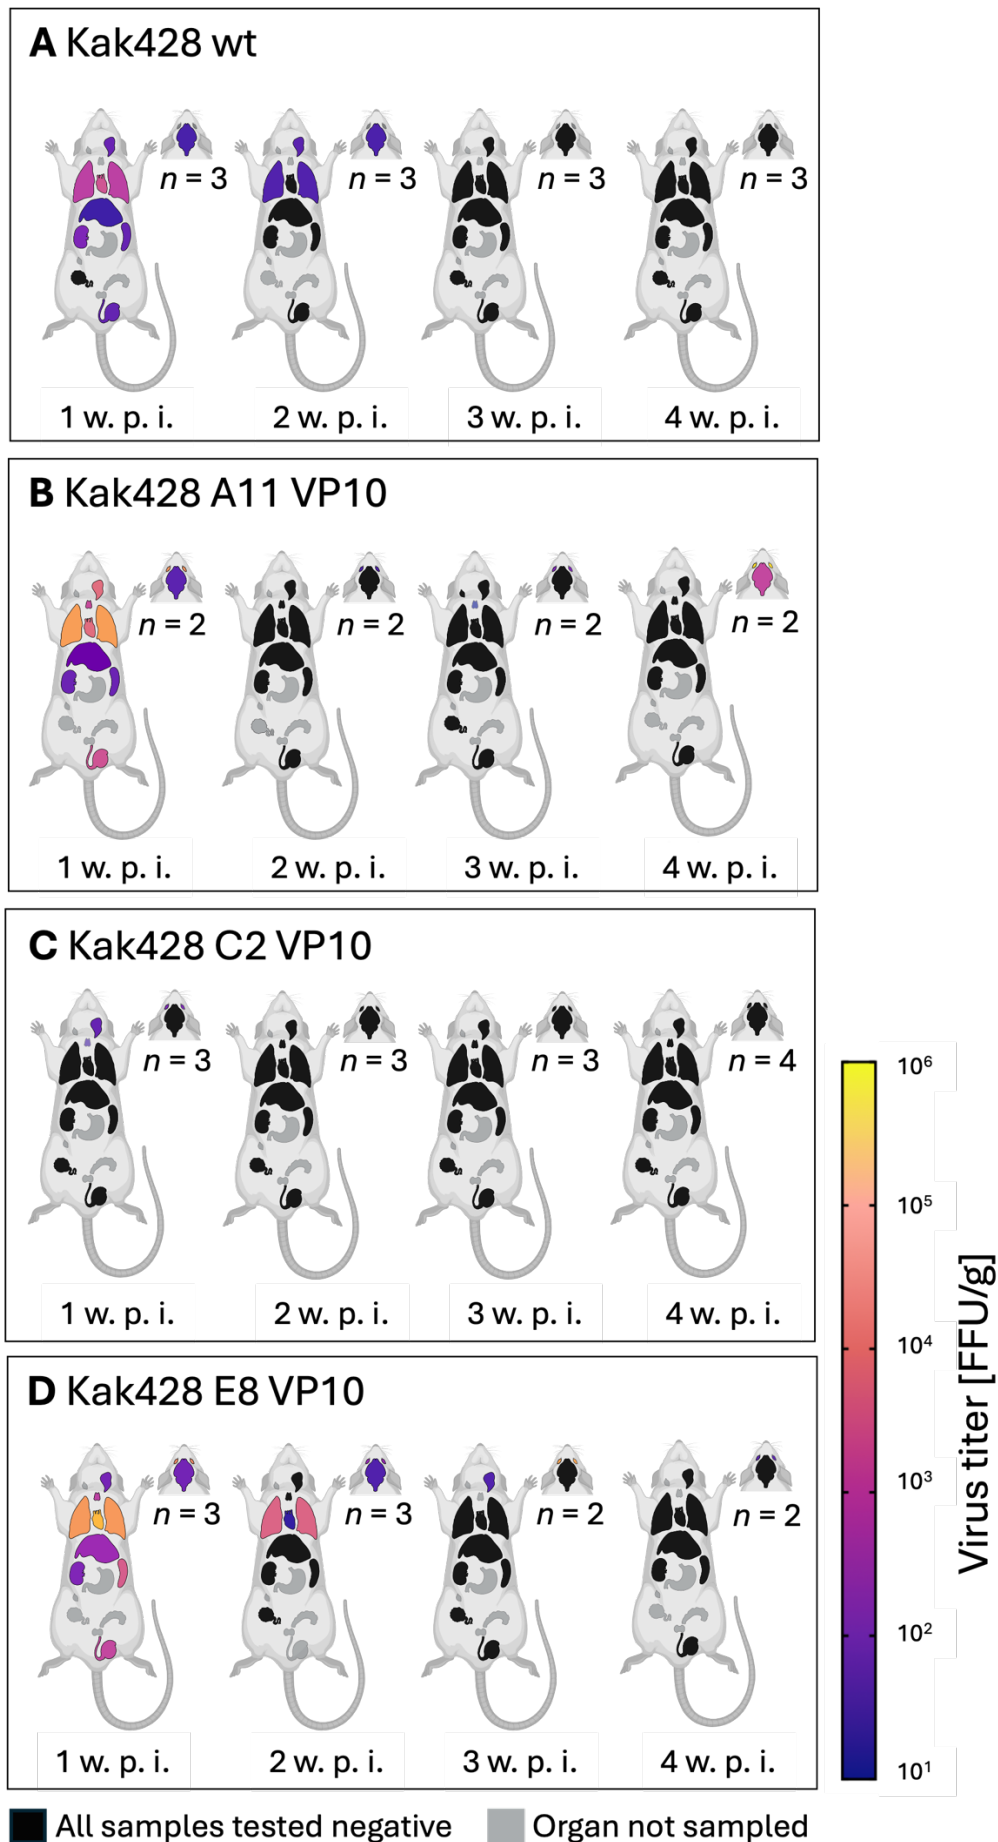 A Kak428 wt
n = 3
n = 3
n = 3
n = 3
1 w. p. i.
2 w. p. i.
3 w. p. i.
4 w. p. i.
B Kak428 A11 VP10
n = 2
n = 2
n = 2
n = 2
1 w. p. i.
2 w. p. i.
3 w. p. i.
4 w. p. i.
C Kak428 C2 VP10
n = 3
n = 3
n = 3
n = 4
1 w. p. i.
2 w. p. i.
3 w. p. i.
4 w. p. i.
D Kak428 E8 VP10
n = 3
n = 3
n = 2
n = 2
1 w. p. i.
2 w. p. i.
3 w. p. i.
4 w. p. i.
10⁶
10⁵
10⁴
10³
10²
10¹
Virus titer [FFU/g]
All samples tested negative
Organ not sampled